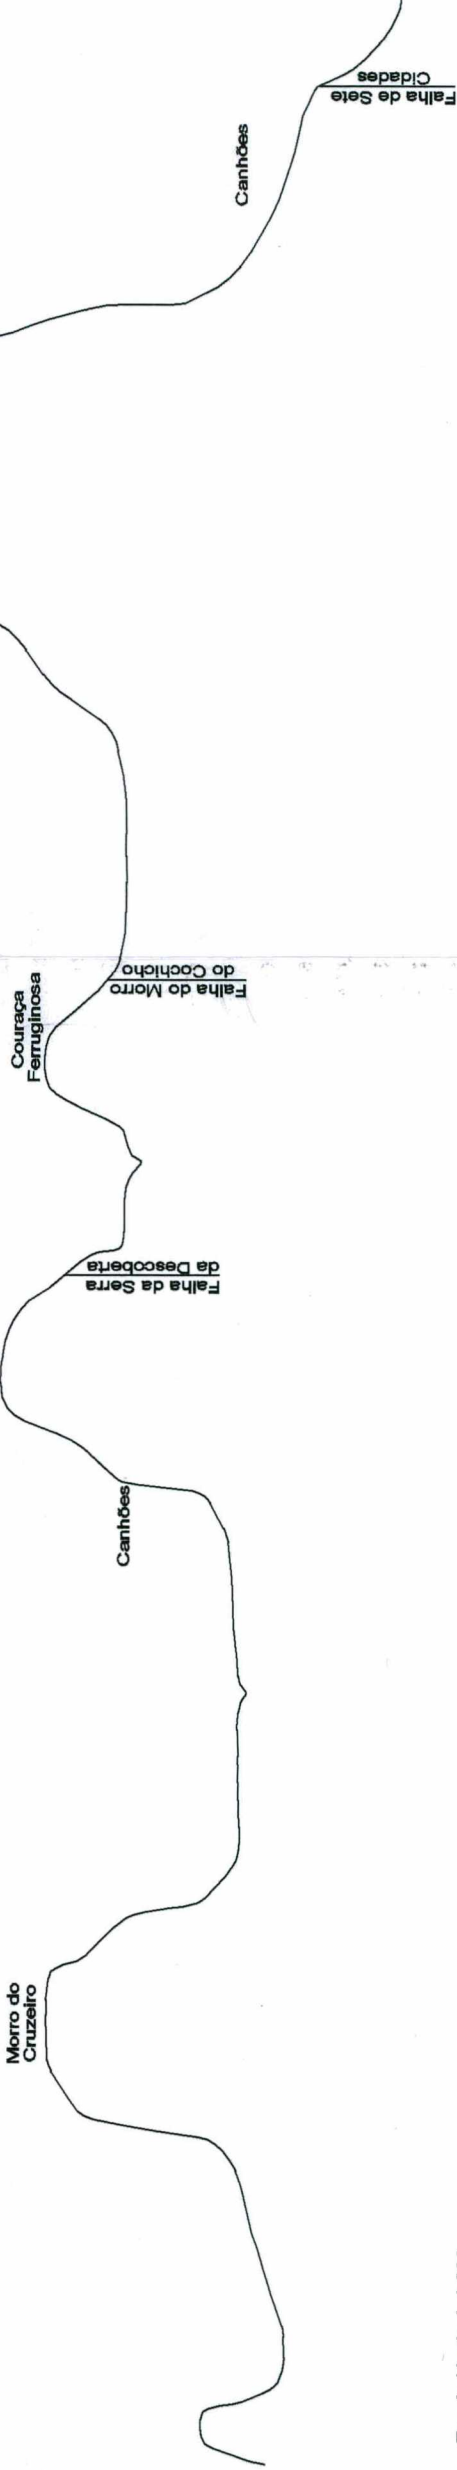 Morro do
Cruzeiro
Canhões
Falha da Serra
da Descoberta
Couraça
Ferruginosa
Falha do Morro
do Cochicho
Canhões
Falha de Sete
Cidades